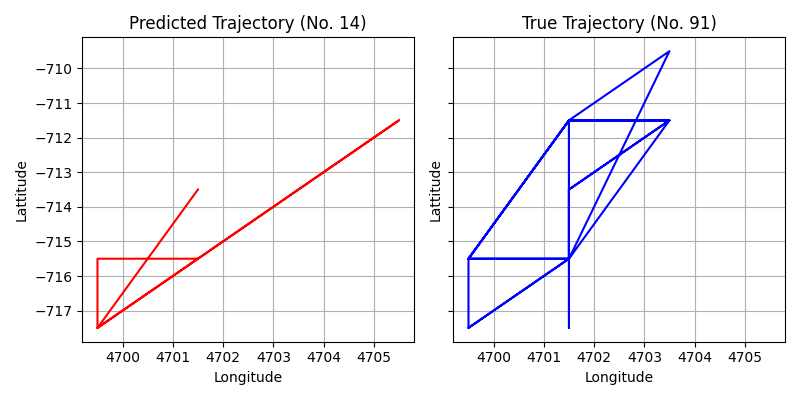 Predicted Trajectory (No. 14)
True Trajectory (No. 91)
−710
−711
−712
−713
−714
−715
−716
−717
Lattitude
Lattitude
4700 4701 4702 4703 4704 4705
4700 4701 4702 4703 4704 4705
Longitude
Longitude